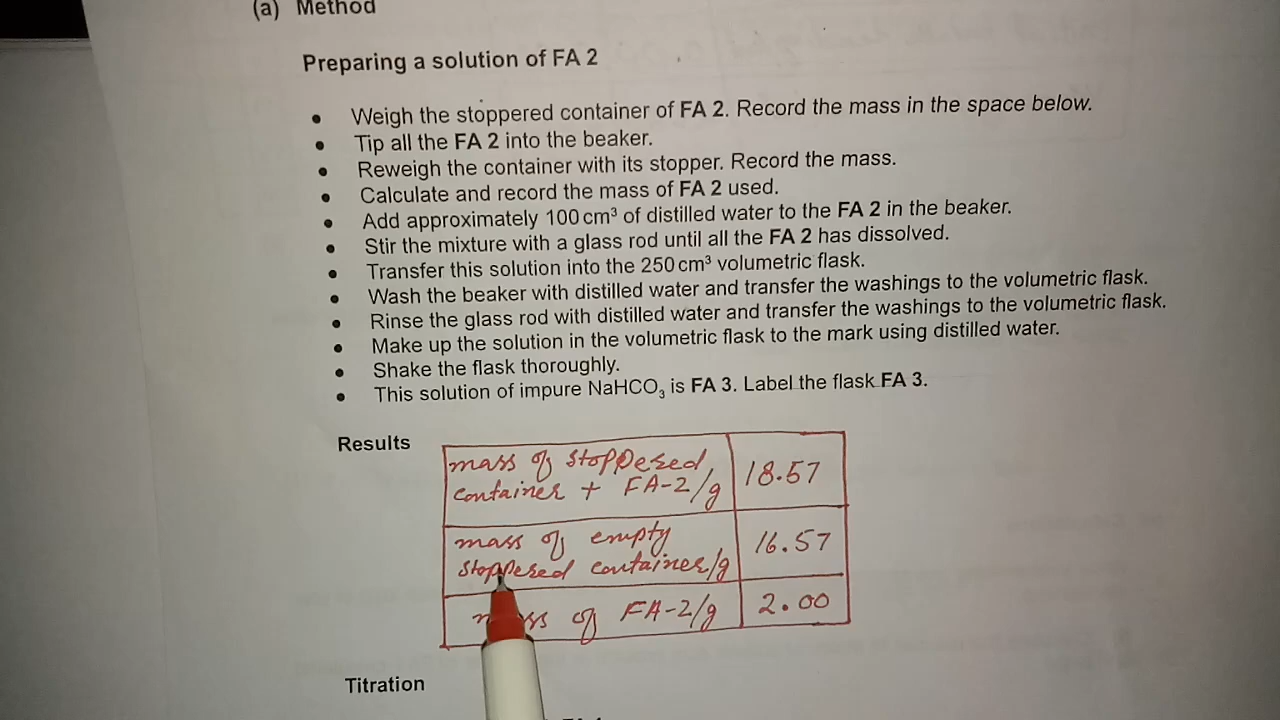 (a) Method
Preparing a solution of FA 2
• Weigh the stoppered container of FA 2. Record the mass in the space below.
• Tip all the FA 2 into the beaker.
• Reweigh the container with its stopper. Record the mass.
• Calculate and record the mass of FA 2 used.
• Add approximately 100 cm³ of distilled water to the FA 2 in the beaker.
• Stir the mixture with a glass rod until all the FA 2 has dissolved.
• Transfer this solution into the 250 cm³ volumetric flask.
• Wash the beaker with distilled water and transfer the washings to the volumetric flask.
• Rinse the glass rod with distilled water and transfer the washings to the volumetric flask.
• Make up the solution in the volumetric flask to the mark using distilled water.
• Shake the flask thoroughly.
• This solution of impure NaHCO₃ is FA 3. Label the flask FA 3.
Results
mass of stoppered
container + FA-2/g 18.57
mass of empty
stoppered container/g 16.57
of FA-2/g 2.00
Titration